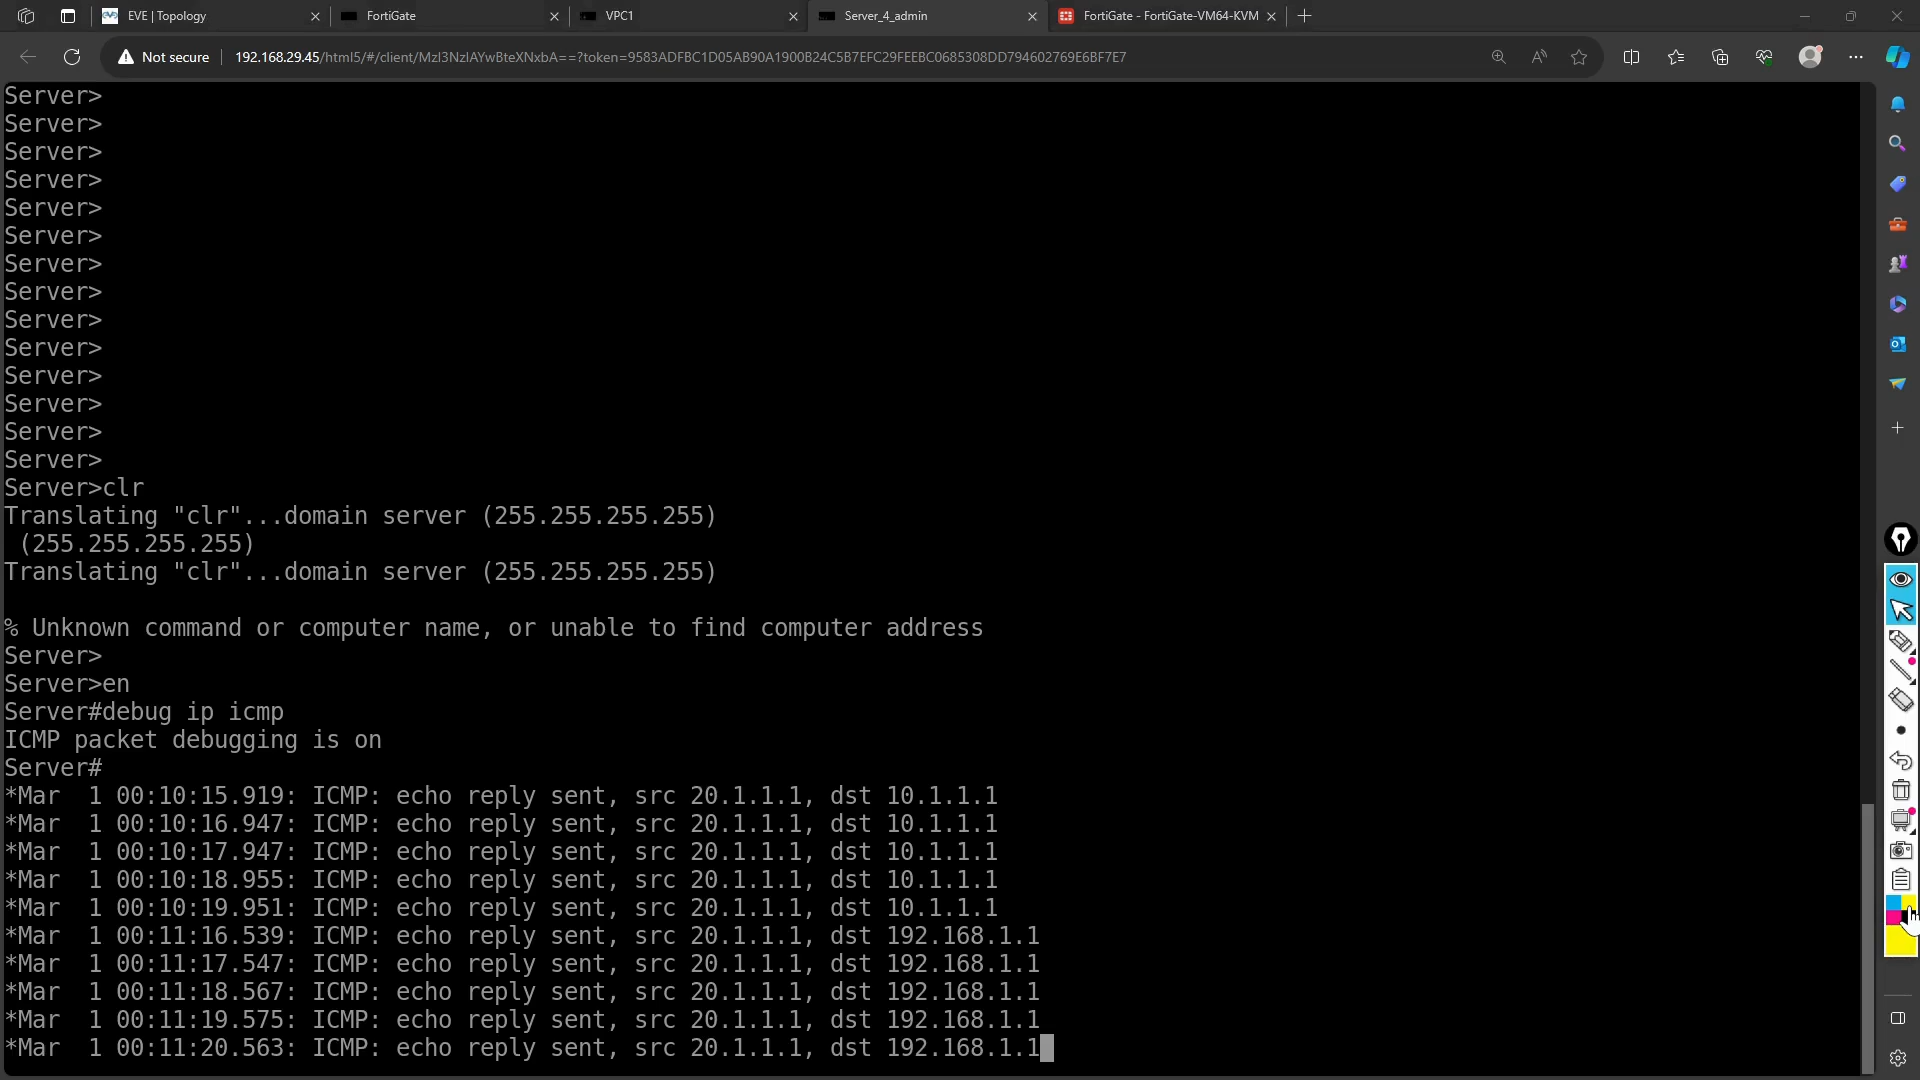 EVE | Topology
FortiGate
VPC1
Server_4_admin
FortiGate - FortiGate-VM64-KVM
Not secure
192.168.29.45/html5/#/client/MzI3NzIAYwBteXNxbA==?token=9583ADFBC1D05AB90A1900B24C5B7EFC29FEEBC0685308DD794602769E6BF7E7
Server>
Server>
Server>
Server>
Server>
Server>
Server>
Server>
Server>
Server>
Server>
Server>
Server>
Server>
Server>clr
Translating "clr"...domain server (255.255.255.255)
(255.255.255.255)
Translating "clr"...domain server (255.255.255.255)
% Unknown command or computer name, or unable to find computer address
Server>
Server>en
Server#debug ip icmp
ICMP packet debugging is on
Server#
*Mar  1 00:10:15.919: ICMP: echo reply sent, src 20.1.1.1, dst 10.1.1.1
*Mar  1 00:10:16.947: ICMP: echo reply sent, src 20.1.1.1, dst 10.1.1.1
*Mar  1 00:10:17.947: ICMP: echo reply sent, src 20.1.1.1, dst 10.1.1.1
*Mar  1 00:10:18.955: ICMP: echo reply sent, src 20.1.1.1, dst 10.1.1.1
*Mar  1 00:10:19.951: ICMP: echo reply sent, src 20.1.1.1, dst 10.1.1.1
*Mar  1 00:11:16.539: ICMP: echo reply sent, src 20.1.1.1, dst 192.168.1.1
*Mar  1 00:11:17.547: ICMP: echo reply sent, src 20.1.1.1, dst 192.168.1.1
*Mar  1 00:11:18.567: ICMP: echo reply sent, src 20.1.1.1, dst 192.168.1.1
*Mar  1 00:11:19.575: ICMP: echo reply sent, src 20.1.1.1, dst 192.168.1.1
*Mar  1 00:11:20.563: ICMP: echo reply sent, src 20.1.1.1, dst 192.168.1.1